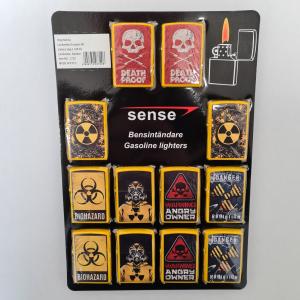 DEATH
PROOF
DEATH
PROOF
sense
Bensintändare
Gasoline lighters
BIOHAZARD
WARNING!
ANGRY
OWNER
DANGER
RADIATION
BIOHAZARD
WARNING!
ANGRY
OWNER
DANGER
RADIATION